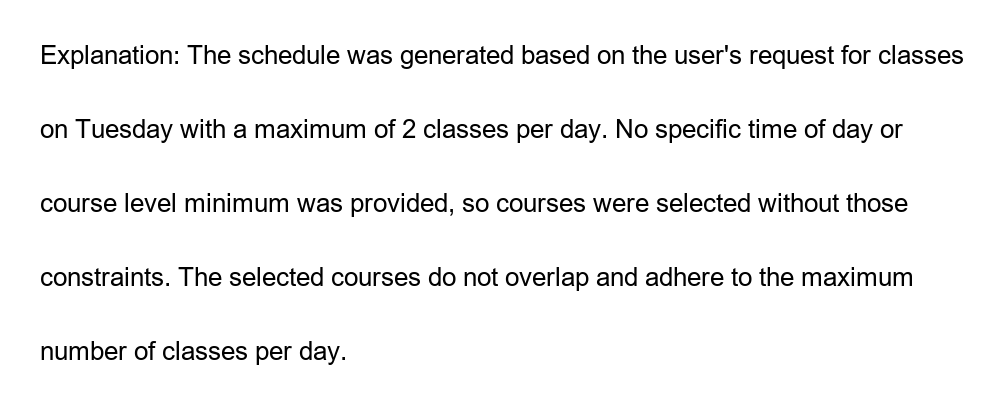 Explanation: The schedule was generated based on the user's request for classes
on Tuesday with a maximum of 2 classes per day. No specific time of day or
course level minimum was provided, so courses were selected without those
constraints. The selected courses do not overlap and adhere to the maximum
number of classes per day.